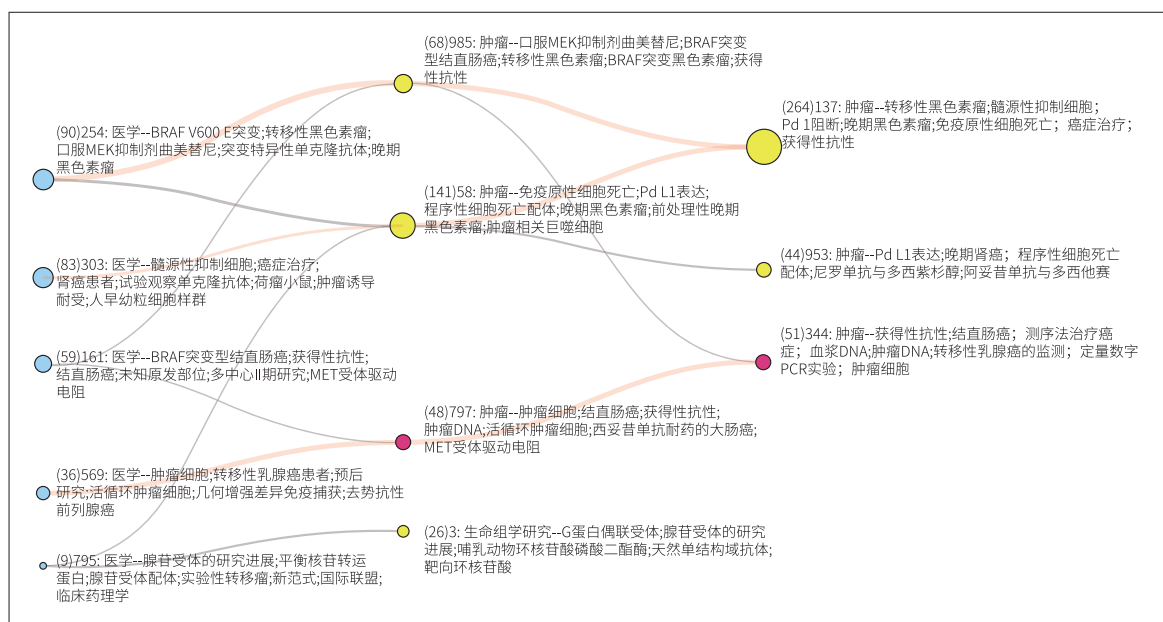 (90)254: 医学--BRAF V600 E突变;转移性黑色素瘤;
口服MEK抑制剂曲美替尼;突变特异性单克隆抗体;晚期
黑色素瘤
(83)303: 医学--髓源性抑制细胞;癌症治疗;
肾癌患者;试验观察单克隆抗体;荷瘤小鼠;肿瘤诱导
耐受;人早幼粒细胞样群
(59)161: 医学--BRAF突变型结直肠癌;获得性抗性;
结直肠癌;未知原发部位;多中心Ⅱ期研究;MET受体驱动
电阻
(36)569: 医学--肿瘤细胞;转移性乳腺癌患者;预后
研究;活循环肿瘤细胞;几何增强差异免疫捕获;去势抗性
前列腺癌
(9)795: 医学--腺苷受体的研究进展;平衡核苷转运
蛋白;腺苷受体配体;实验性转移瘤;新范式;国际联盟;
临床药理学
(68)985: 肿瘤--口服MEK抑制剂曲美替尼;BRAF突变
型结直肠癌;转移性黑色素瘤;BRAF突变黑色素瘤;获得
性抗性
(141)58: 肿瘤--免疫原性细胞死亡;Pd L1表达;
程序性细胞死亡配体;晚期黑色素瘤;前处理性晚期
黑色素瘤;肿瘤相关巨噬细胞
(48)797: 肿瘤--肿瘤细胞;结直肠癌;获得性抗性;
肿瘤DNA;活循环肿瘤细胞;西妥昔单抗耐药的大肠癌;
MET受体驱动电阻
(26)3: 生命组学研究--G蛋白偶联受体;腺苷受体的研究
进展;哺乳动物环核苷酸磷酸二酯酶;天然单结构域抗体;
靶向环核苷酸
(264)137: 肿瘤--转移性黑色素瘤;髓源性抑制细胞；
Pd 1阻断;晚期黑色素瘤;免疫原性细胞死亡；癌症治疗；
获得性抗性
(44)953: 肿瘤--Pd L1表达;晚期肾癌；程序性细胞死亡
配体;尼罗单抗与多西紫杉醇;阿妥昔单抗与多西他赛
(51)344: 肿瘤--获得性抗性;结直肠癌；测序法治疗癌
症；血浆DNA;肿瘤DNA;转移性乳腺癌的监测；定量数字
PCR实验；肿瘤细胞